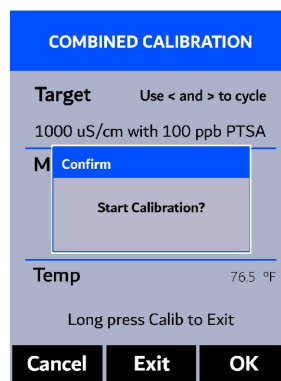 COMBINED CALIBRATION
Target Use < and > to cycle
1000 uS/cm with 100 ppb PTSA
M
Confirm
Start Calibration?
Temp 76.5 ºF
Long press Calib to Exit
Cancel Exit OK